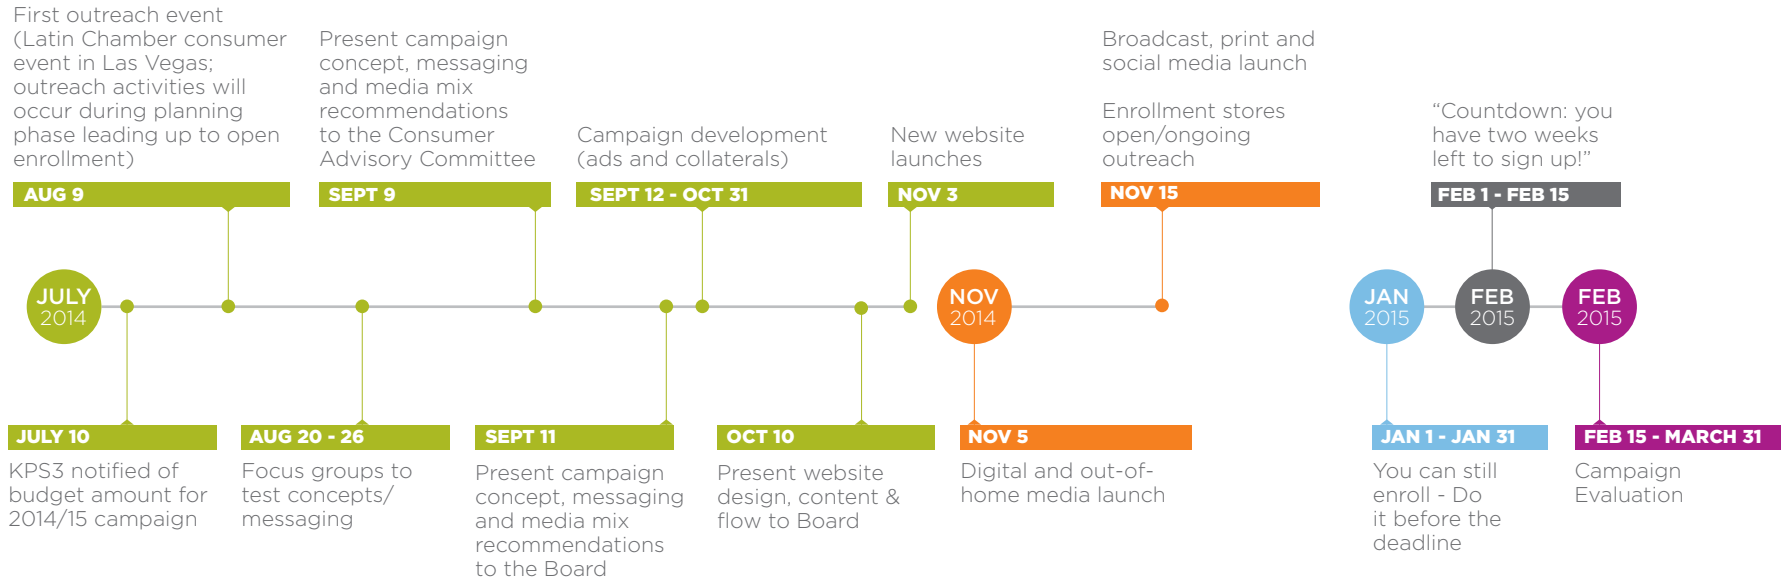 First outreach event
(Latin Chamber consumer
event in Las Vegas;
outreach activities will
occur during planning
phase leading up to open
enrollment)
AUG 9
Present campaign
concept, messaging
and media mix
recommendations
to the Consumer
Advisory Committee
SEPT 9
Campaign development
(ads and collaterals)
SEPT 12 - OCT 31
New website
launches
NOV 3
Broadcast, print and
social media launch
Enrollment stores
open/ongoing
outreach
NOV 15
“Countdown: you
have two weeks
left to sign up!”
FEB 1 - FEB 15
JULY
2014
NOV
2014
JAN
2015
FEB
2015
FEB
2015
JULY 10
KPS3 notified of
budget amount for
2014/15 campaign
AUG 20 - 26
Focus groups to
test concepts/
messaging
SEPT 11
Present campaign
concept, messaging
and media mix
recommendations
to the Board
OCT 10
Present website
design, content &
flow to Board
NOV 5
Digital and out-of-
home media launch
JAN 1 - JAN 31
You can still
enroll - Do
it before the
deadline
FEB 15 - MARCH 31
Campaign
Evaluation